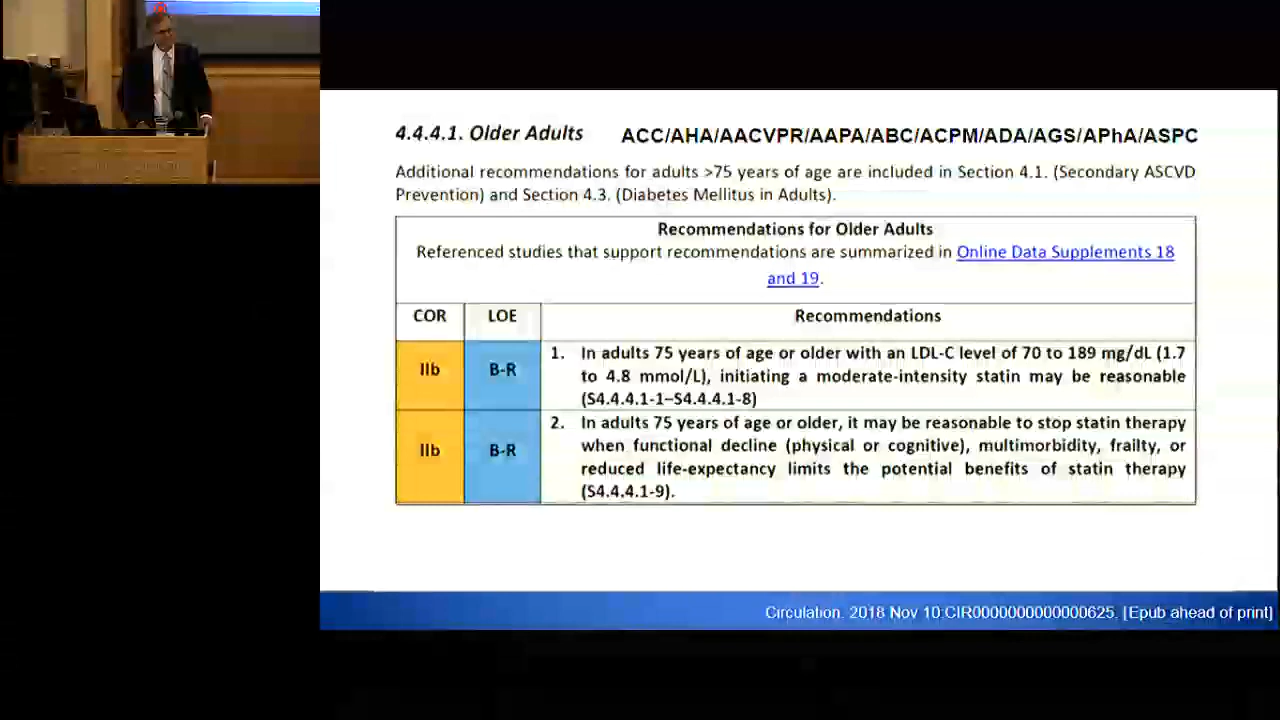 4.4.4.1. Older Adults ACC/AHA/AACVPR/AAPA/ABC/ACPM/ADA/AGS/APhA/ASPC
Additional recommendations for adults >75 years of age are included in Section 4.1. (Secondary ASCVD
Prevention) and Section 4.3. (Diabetes Mellitus in Adults).
Recommendations for Older Adults
Referenced studies that support recommendations are summarized in Online Data Supplements 18
and 19.
COR LOE Recommendations
IIb B-R 1. In adults 75 years of age or older with an LDL-C level of 70 to 189 mg/dL (1.7
to 4.8 mmol/L), initiating a moderate-intensity statin may be reasonable
(S4.4.4.1-1–S4.4.4.1-8)
IIb B-R 2. In adults 75 years of age or older, it may be reasonable to stop statin therapy
when functional decline (physical or cognitive), multimorbidity, frailty, or
reduced life-expectancy limits the potential benefits of statin therapy
(S4.4.4.1-9).
Circulation. 2018 Nov 10:CIR0000000000000625. [Epub ahead of print]